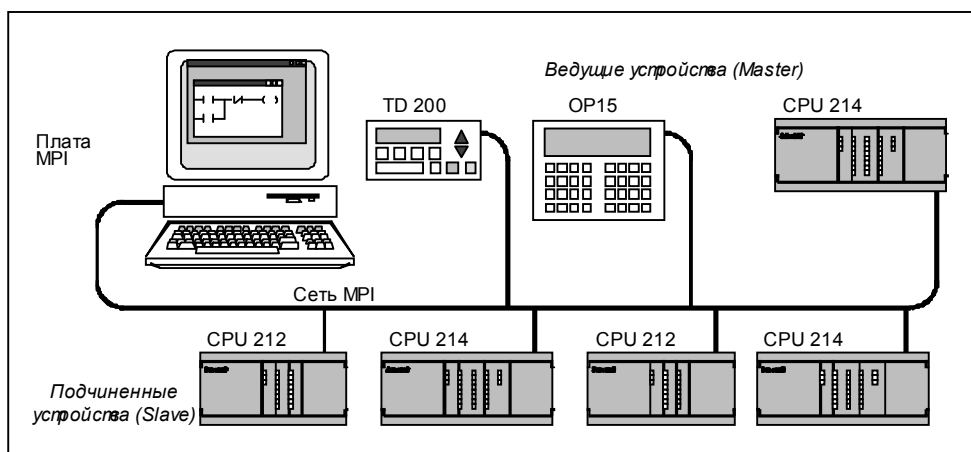 Ведущие устройства (Master)
TD 200
OP15
CPU 214
Плата
MPI
Сеть MPI
CPU 212
CPU 214
CPU 212
CPU 214
Подчиненные
устройства (Slave)